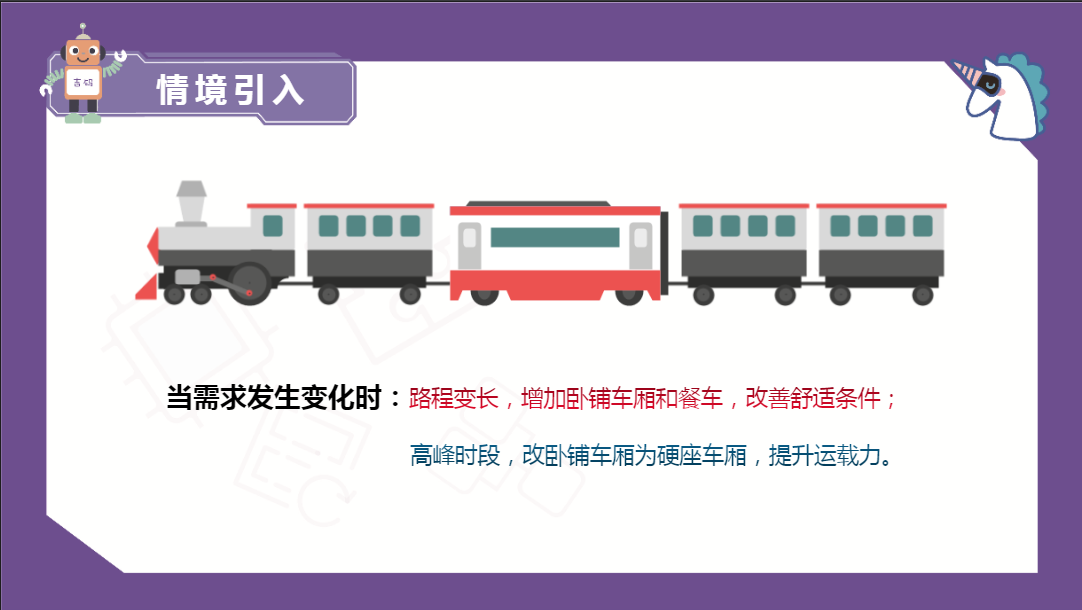 情境引入
当需求发生变化时：路程变长，增加卧铺车厢和餐车，改善舒适条件；
高峰时段，改卧铺车厢为硬座车厢，提升运载力。